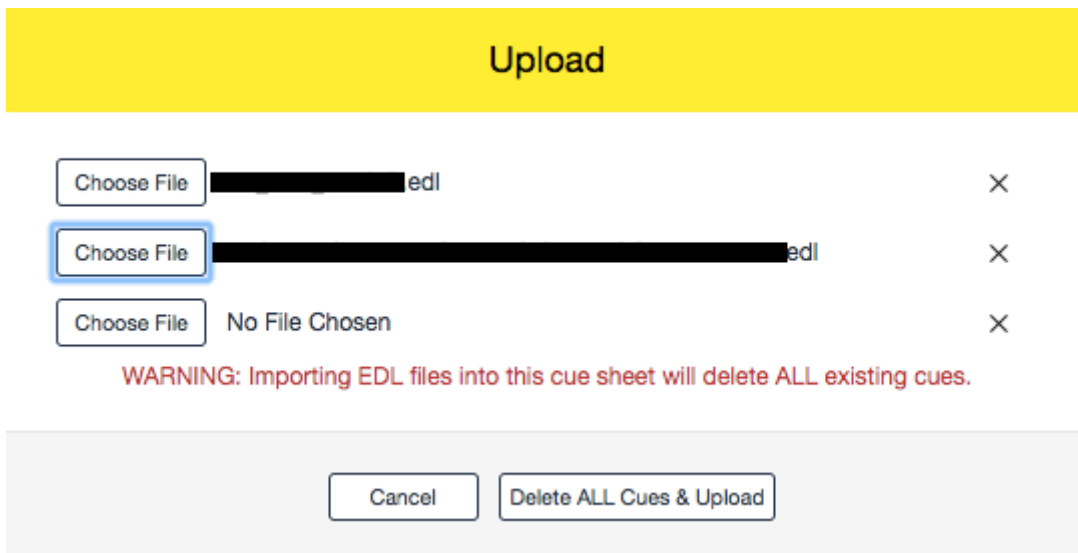 Upload
Choose File .edl
Choose File edl
Choose File No File Chosen
WARNING: Importing EDL files into this cue sheet will delete ALL existing cues.
Cancel Delete ALL Cues & Upload